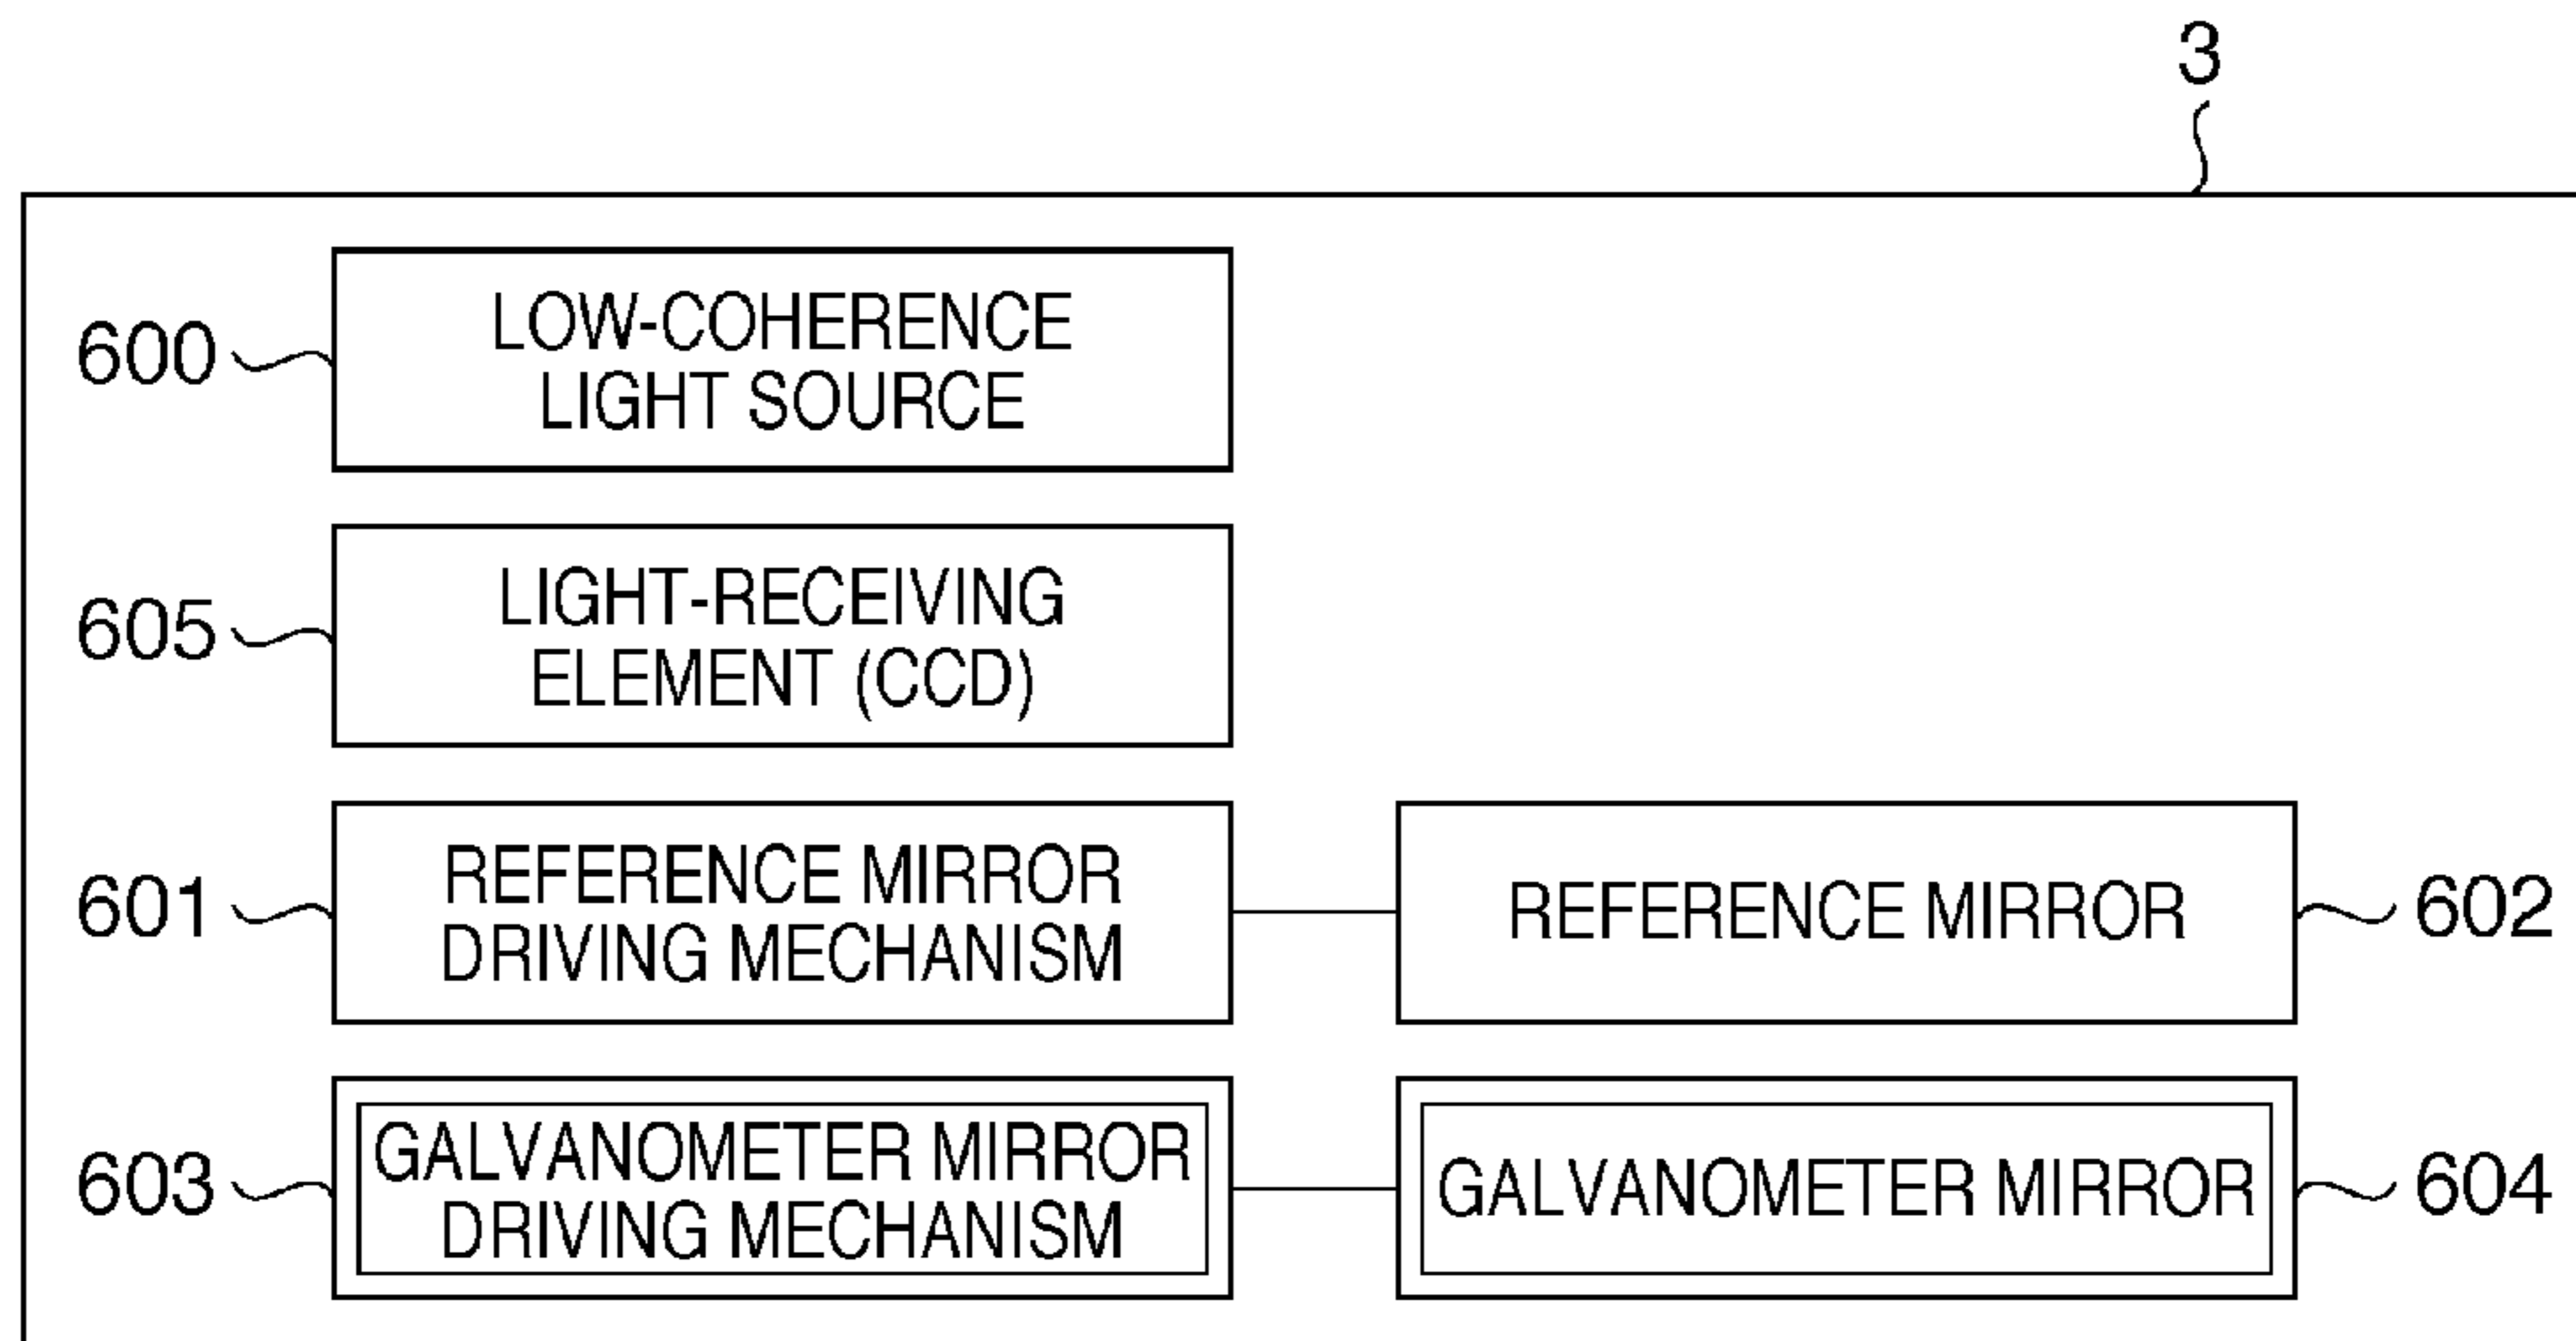 3
600
LOW-COHERENCE
LIGHT SOURCE
605
LIGHT-RECEIVING
ELEMENT (CCD)
601
REFERENCE MIRROR
DRIVING MECHANISM
REFERENCE MIRROR
602
603
GALVANOMETER MIRROR
DRIVING MECHANISM
GALVANOMETER MIRROR
604